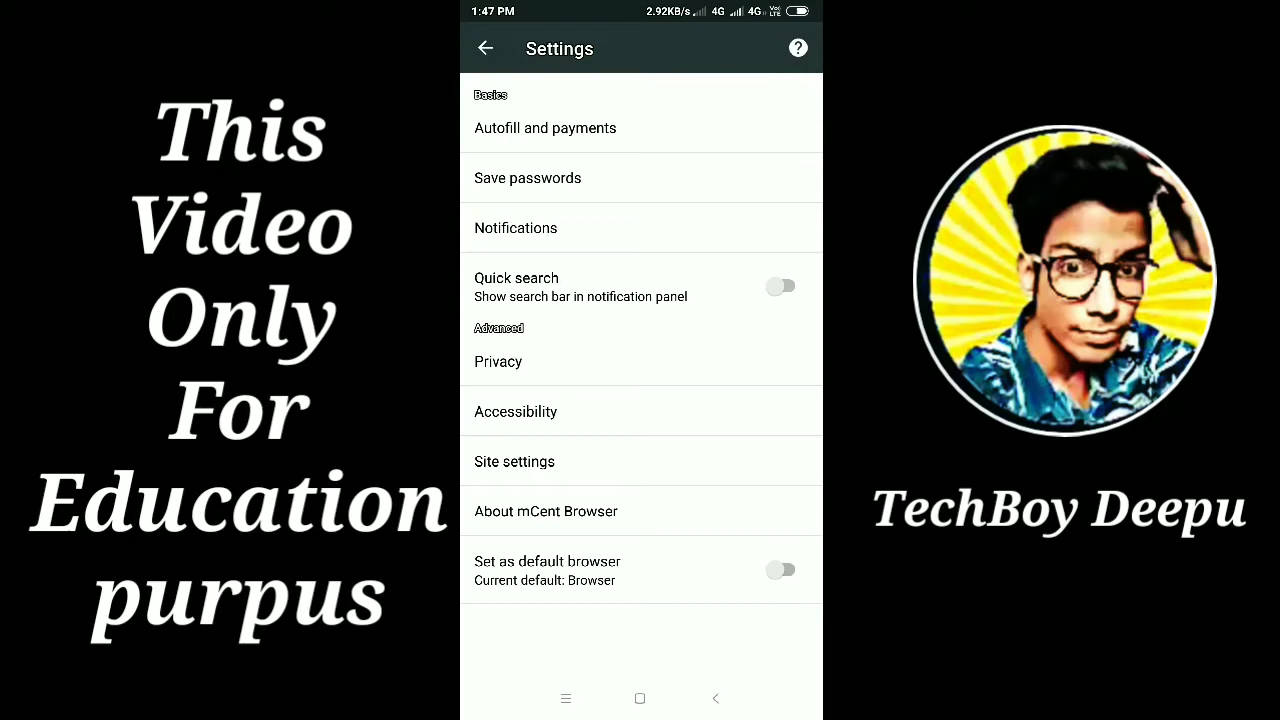 This
Video
Only
For
Education
purpus
1:47 PM
2.92KB/s 4G 4G Vo LTE
Settings
?
Basics
Autofill and payments
Save passwords
Notifications
Quick search
Show search bar in notification panel
Advanced
Privacy
Accessibility
Site settings
About mCent Browser
Set as default browser
Current default: Browser
TechBoy Deepu